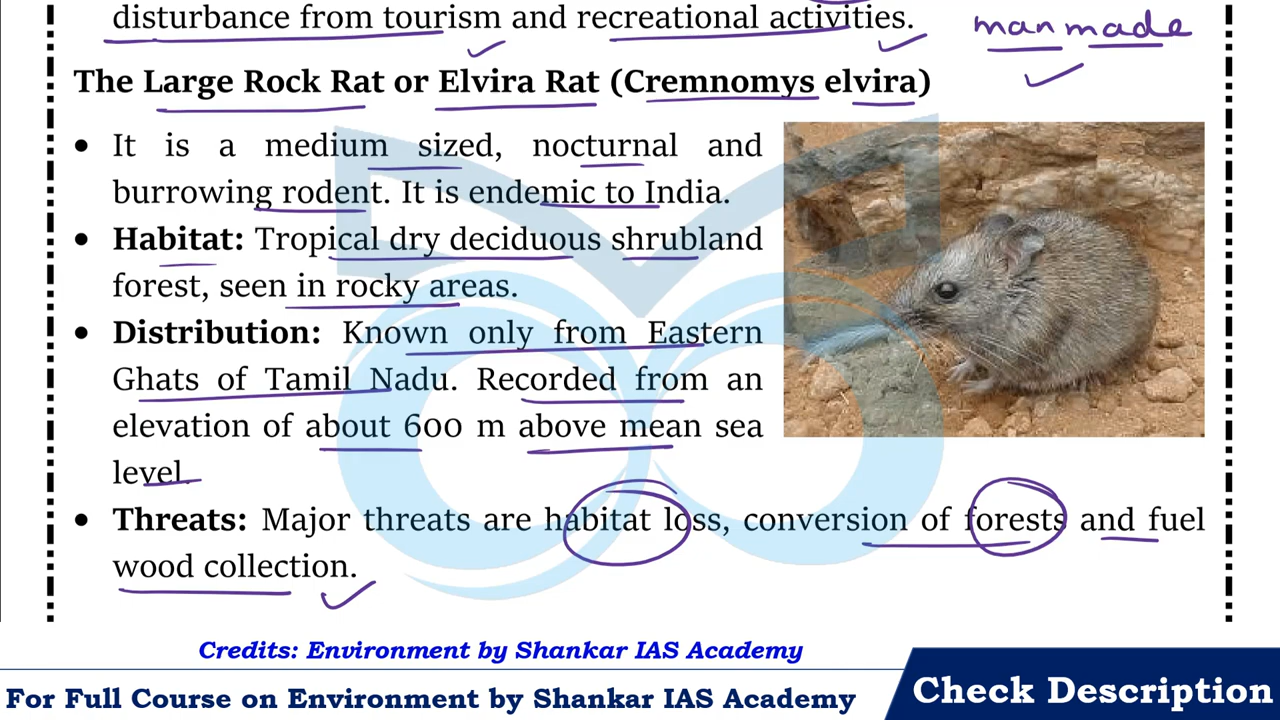 disturbance from tourism and recreational activities.
man made
The Large Rock Rat or Elvira Rat (Cremnomys elvira)
• It is a medium sized, nocturnal and
burrowing rodent. It is endemic to India.
• Habitat: Tropical dry deciduous shrubland
forest, seen in rocky areas.
• Distribution: Known only from Eastern
Ghats of Tamil Nadu. Recorded from an
elevation of about 600 m above mean sea
level.
• Threats: Major threats are habitat loss, conversion of forests and fuel
wood collection.
Credits: Environment by Shankar IAS Academy
For Full Course on Environment by Shankar IAS Academy
Check Description